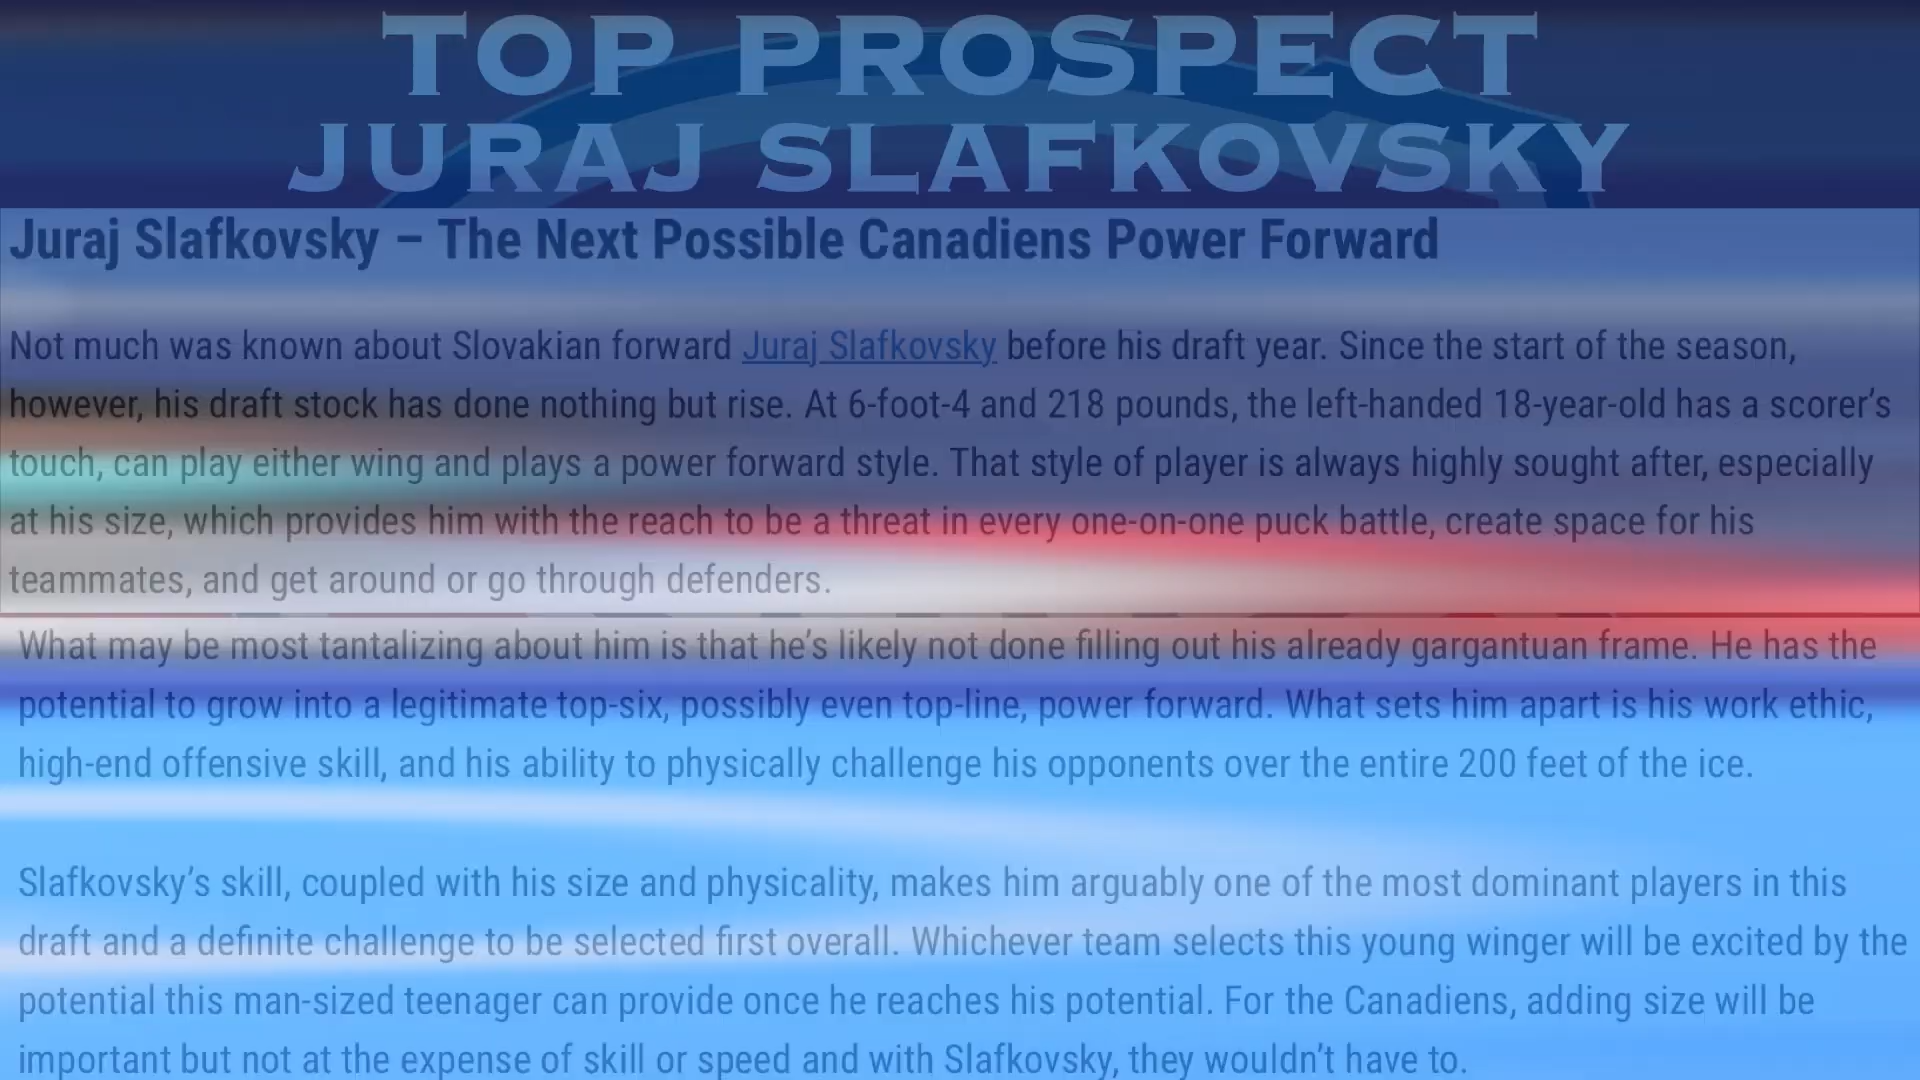 TOP PROSPECT
JURAJ SLAFKOVSKY
Juraj Slafkovsky – The Next Possible Canadiens Power Forward
Not much was known about Slovakian forward Juraj Slafkovsky before his draft year. Since the start of the season,
however, his draft stock has done nothing but rise. At 6-foot-4 and 218 pounds, the left-handed 18-year-old has a scorer’s
touch, can play either wing and plays a power forward style. That style of player is always highly sought after, especially
at his size, which provides him with the reach to be a threat in every one-on-one puck battle, create space for his
teammates, and get around or go through defenders.
What may be most tantalizing about him is that he’s likely not done filling out his already gargantuan frame. He has the
potential to grow into a legitimate top-six, possibly even top-line, power forward. What sets him apart is his work ethic,
high-end offensive skill, and his ability to physically challenge his opponents over the entire 200 feet of the ice.
Slafkovsky’s skill, coupled with his size and physicality, makes him arguably one of the most dominant players in this
draft and a definite challenge to be selected first overall. Whichever team selects this young winger will be excited by the
potential this man-sized teenager can provide once he reaches his potential. For the Canadiens, adding size will be
important but not at the expense of skill or speed and with Slafkovsky, they wouldn’t have to.